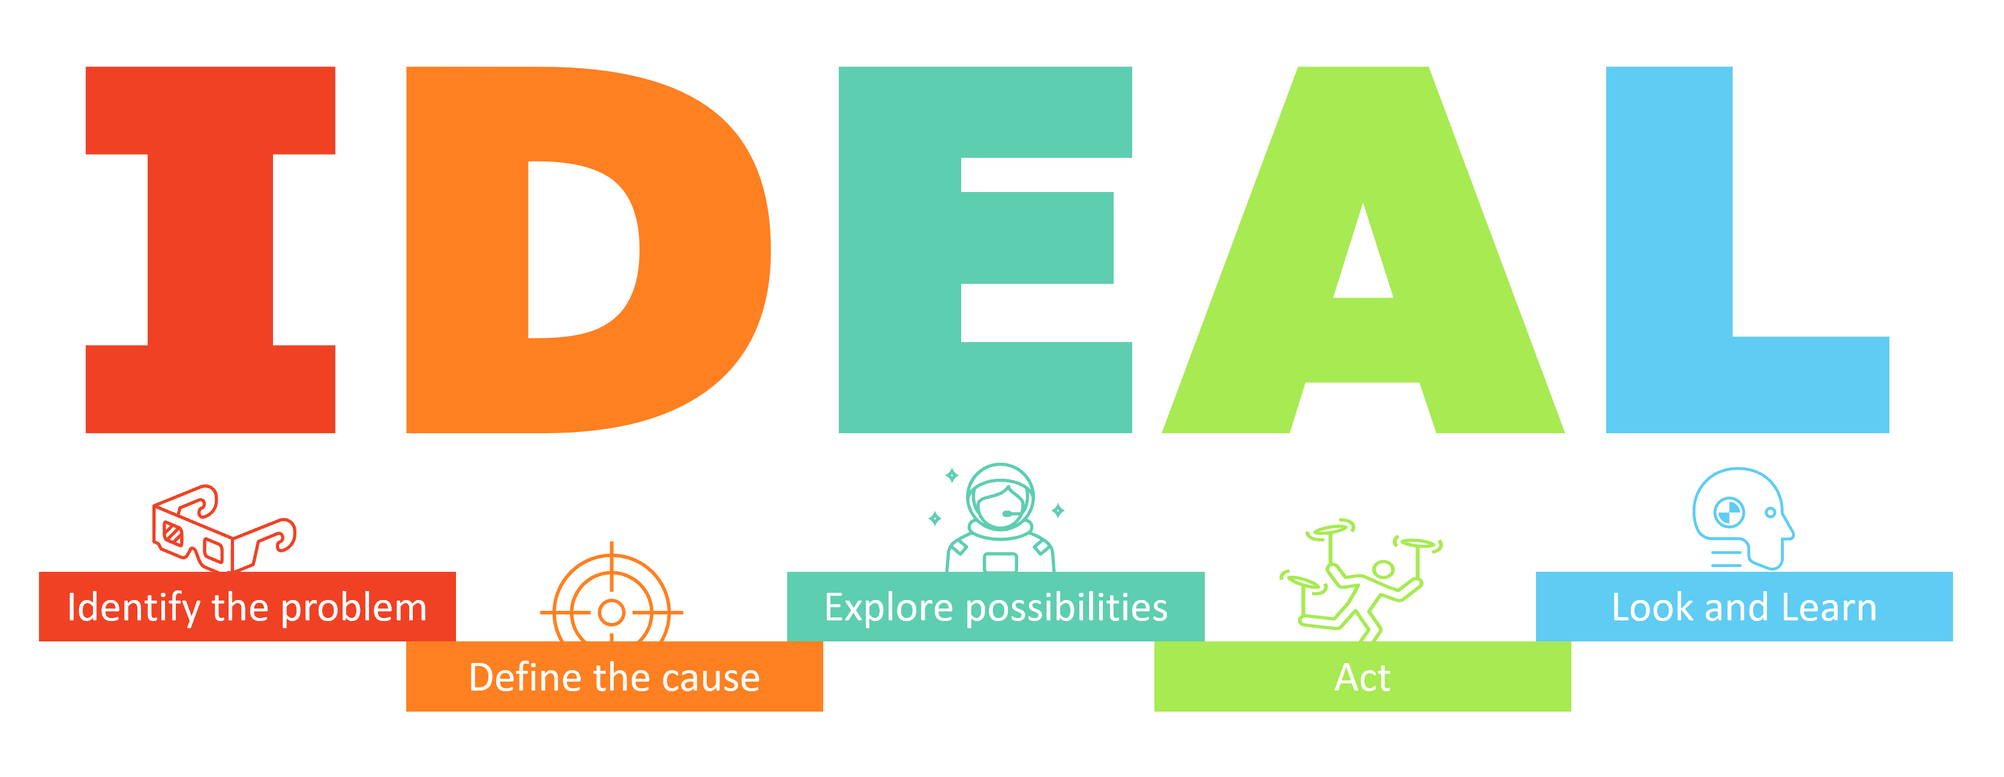 IDEAL
Identify the problem
Define the cause
Explore possibilities
Act
Look and Learn